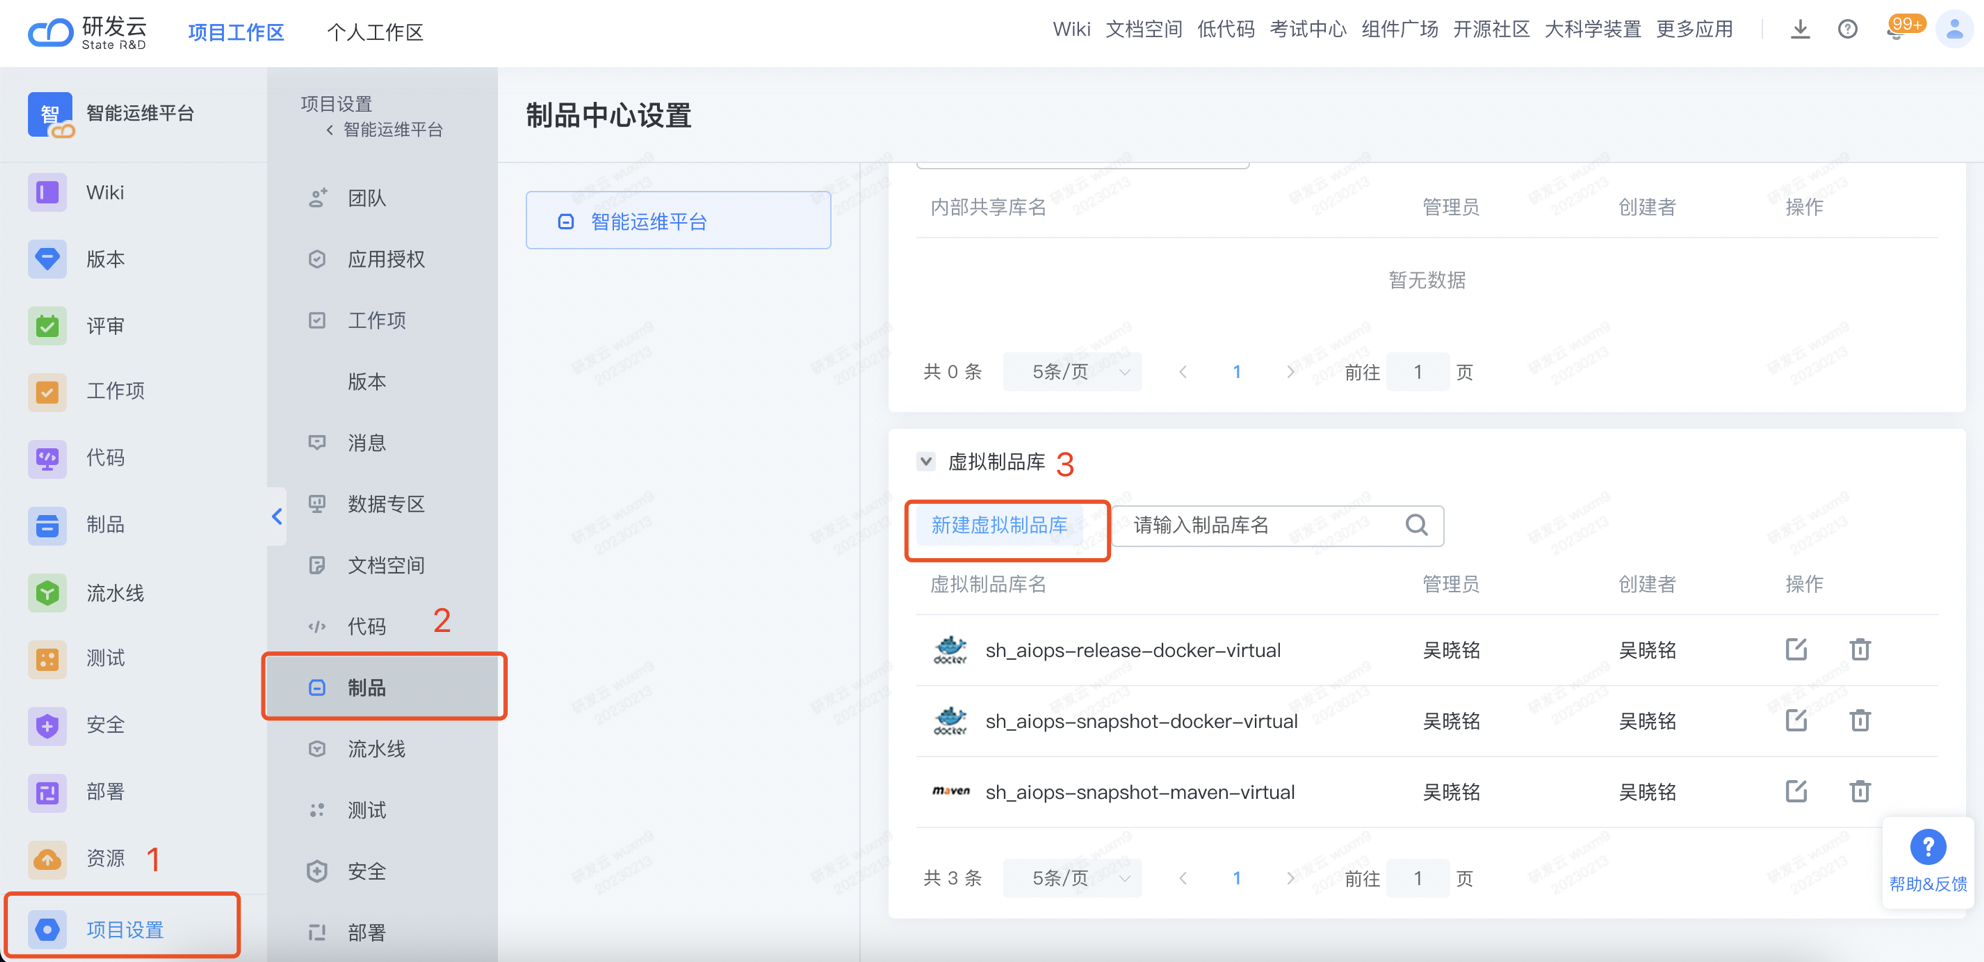 研发云
State R&D
项目工作区
个人工作区
Wiki 文档空间 低代码 考试中心 组件广场 开源社区 大科学装置 更多应用
99+
智
智能运维平台
Wiki
版本
评审
工作项
代码
制品
流水线
测试
安全
部署
资源 1
项目设置
项目设置
智能运维平台
团队
应用授权
工作项
版本
消息
数据专区
文档空间
代码 2
制品
流水线
测试
安全
部署
制品中心设置
智能运维平台
内部共享库名 管理员 创建者 操作
暂无数据
共 0 条 5条/页 1 前往 1 页
虚拟制品库 3
新建虚拟制品库 请输入制品库名
虚拟制品库名 管理员 创建者 操作
docker sh_aiops-release-docker-virtual 吴晓铭 吴晓铭
docker sh_aiops-snapshot-docker-virtual 吴晓铭 吴晓铭
maven sh_aiops-snapshot-maven-virtual 吴晓铭 吴晓铭
共 3 条 5条/页 1 前往 1 页
帮助&反馈
研发云 wuxm9
20230213